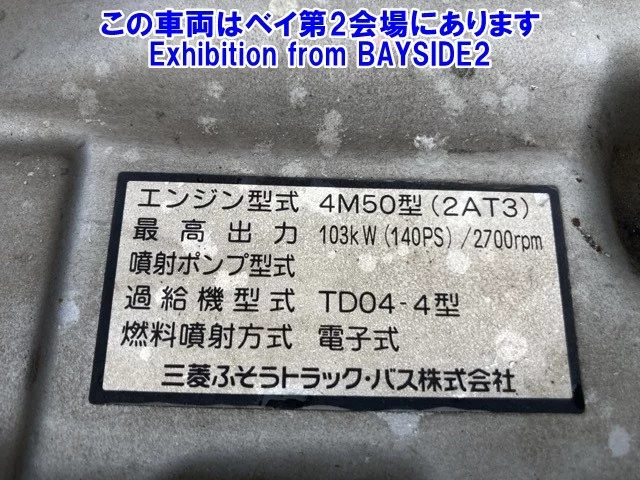 この車両はベイ第2会場にあります
Exhibition from BAYSIDE2
エンジン型式 4M50型(2AT3)
最高出力 103kW(140PS)/2700rpm
噴射ポンプ型式
過給機型式 TD04-4型
燃料噴射方式 電子式
三菱ふそうトラック・バス株式会社